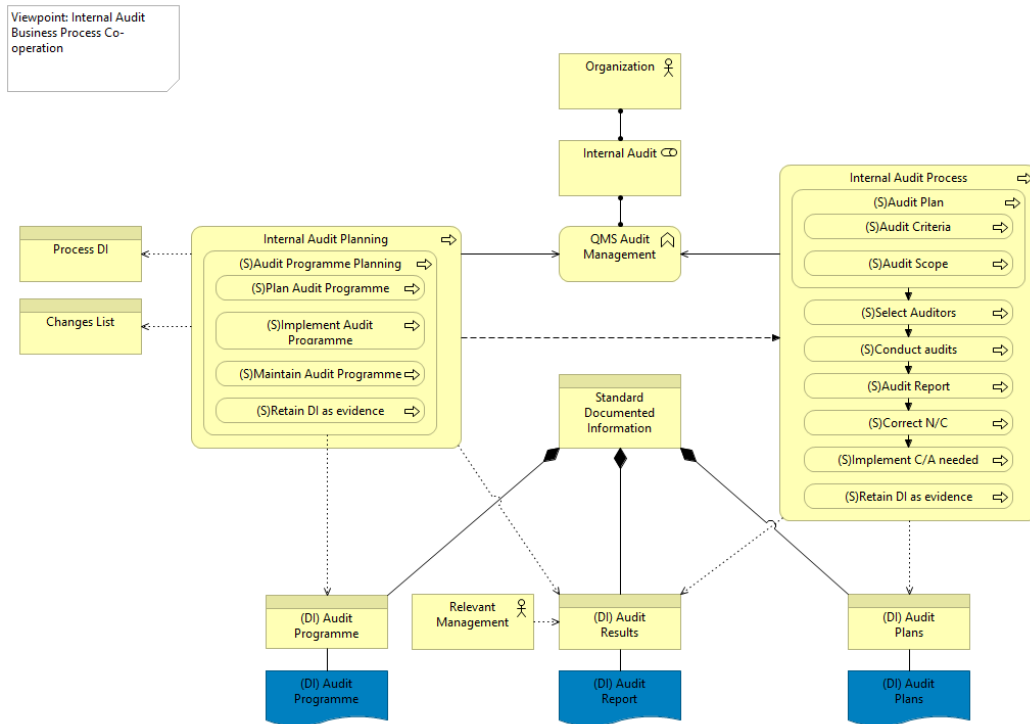 Viewpoint: Internal Audit
Business Process Co-
operation
Organization
Internal Audit
QMS Audit
Management
Process DI
Changes List
Internal Audit Planning
(S)Audit Programme Planning
(S)Plan Audit Programme
(S)Implement Audit
Programme
(S)Maintain Audit Programme
(S)Retain DI as evidence
Internal Audit Process
(S)Audit Plan
(S)Audit Criteria
(S)Audit Scope
(S)Select Auditors
(S)Conduct audits
(S)Audit Report
(S)Correct N/C
(S)Implement C/A needed
(S)Retain DI as evidence
Standard
Documented
Information
(DI) Audit
Programme
Relevant
Management
(DI) Audit
Results
(DI) Audit
Plans
(DI) Audit
Programme
(DI) Audit
Report
(DI) Audit
Plans